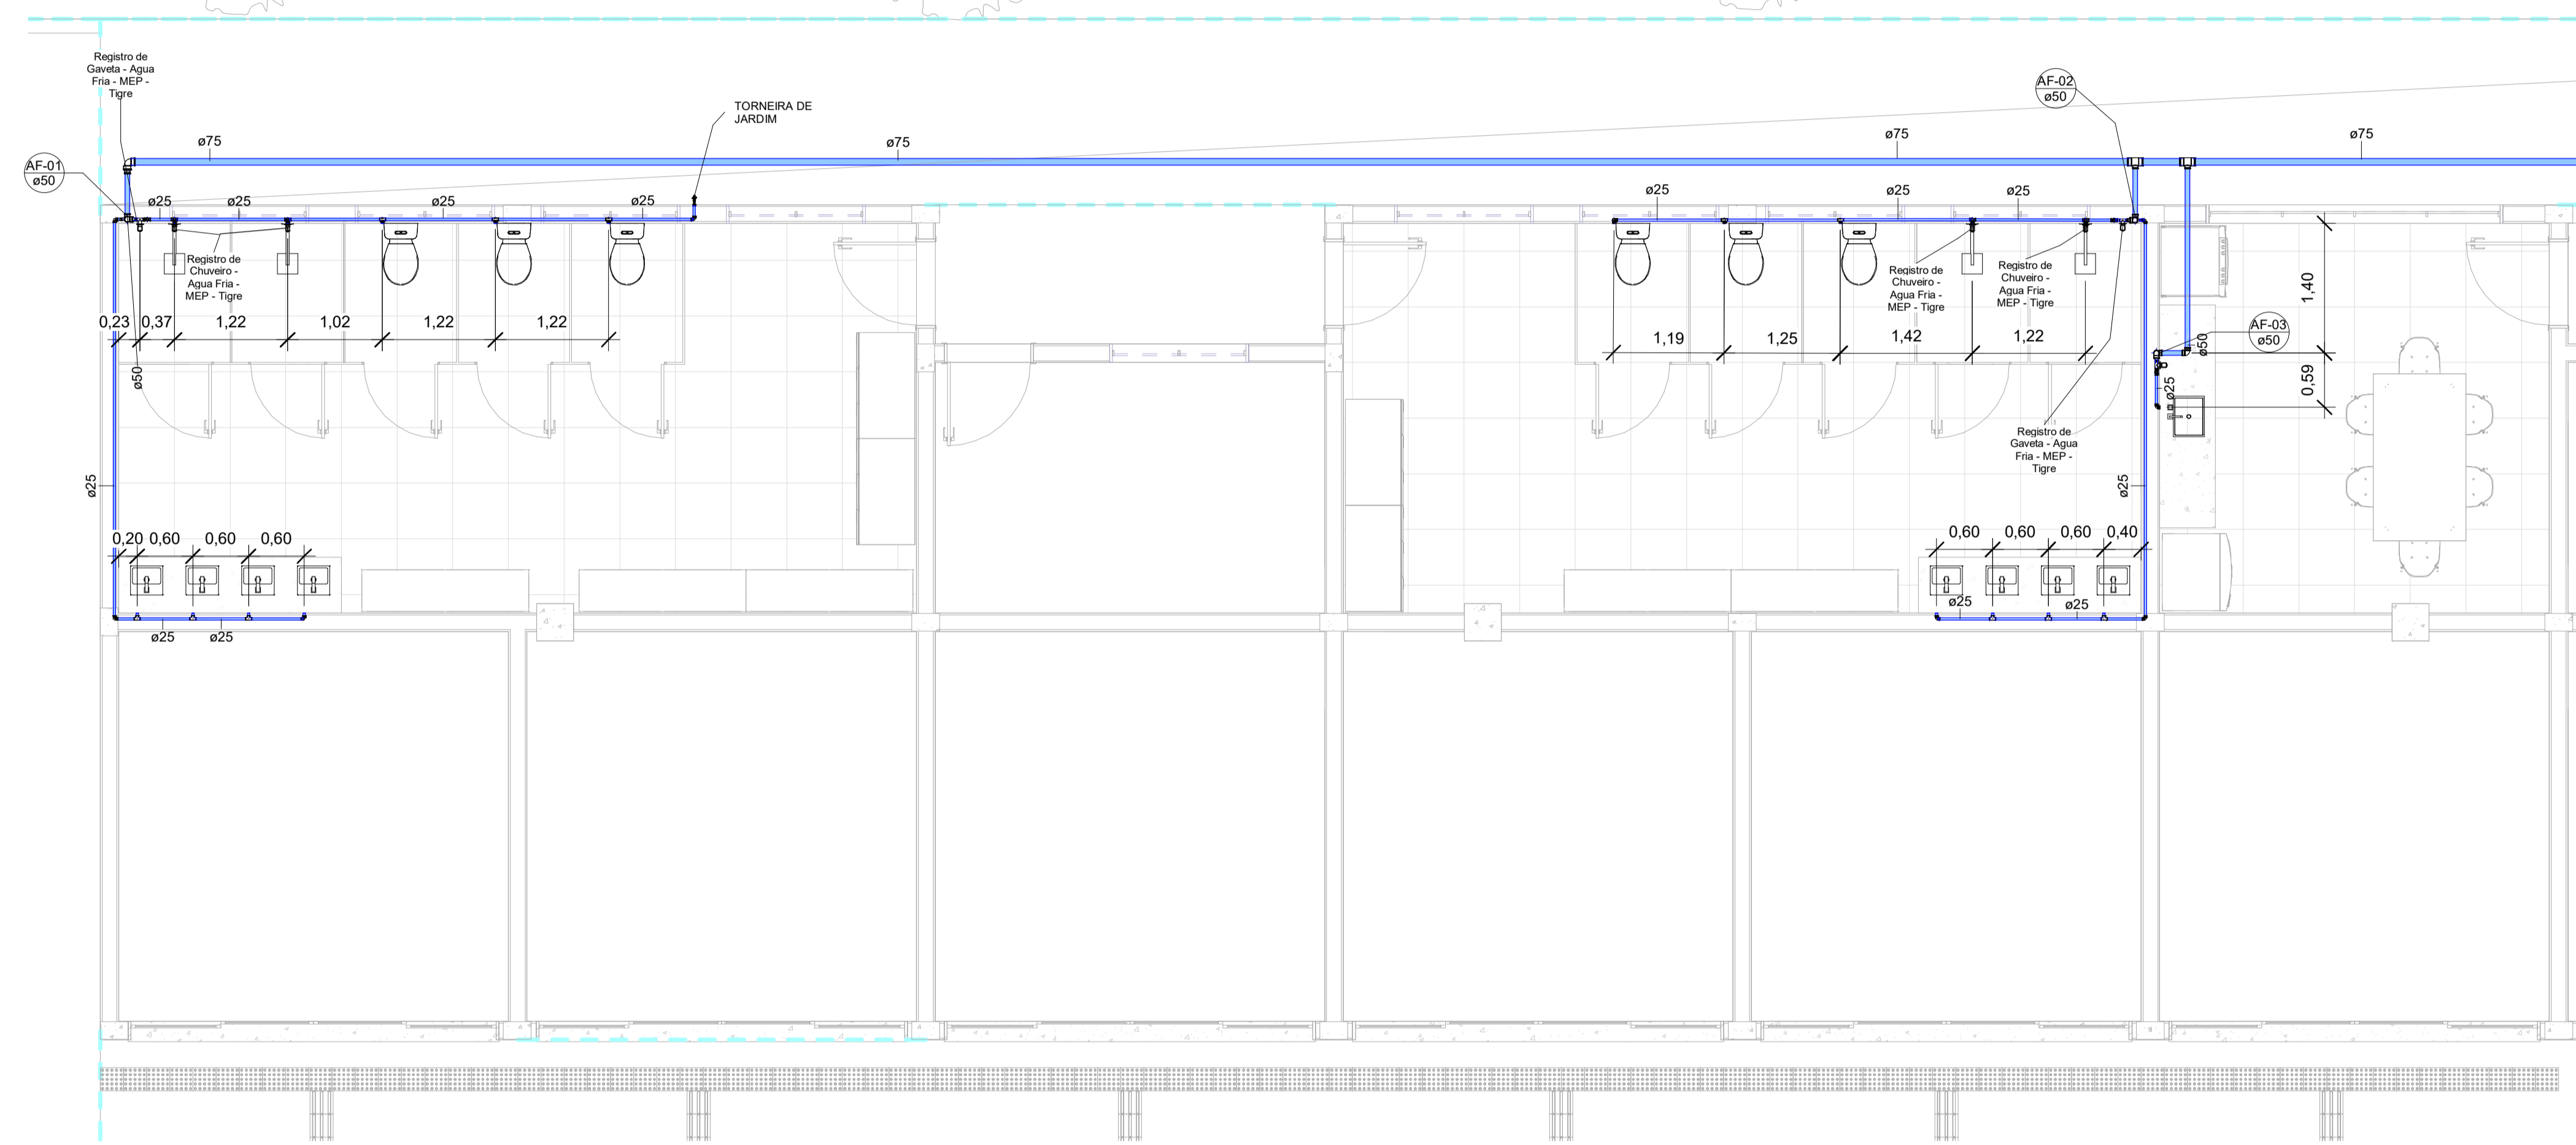 Registro de
Gaveta - Agua
Fria - MEP -
Tigre
TORNEIRA DE
JARDIM
AF-02
ø50
ø75
ø75
ø75
ø75
AF-01
ø50
ø25
ø25
ø25
ø25
ø25
ø25
ø25
Registro de
Chuveiro -
Agua Fria -
MEP - Tigre
Registro de
Chuveiro -
Agua Fria -
MEP - Tigre
Registro de
Chuveiro -
Agua Fria -
MEP - Tigre
1,40
0,23
0,37
1,22
1,02
1,22
1,22
1,19
1,25
1,42
1,22
AF-03
ø50
ø50
ø50
ø25
0,59
Registro de
Gaveta - Agua
Fria - MEP -
Tigre
ø25
ø25
0,20
0,60
0,60
0,60
0,60
0,60
0,60
0,40
ø25
ø25
ø25
ø25